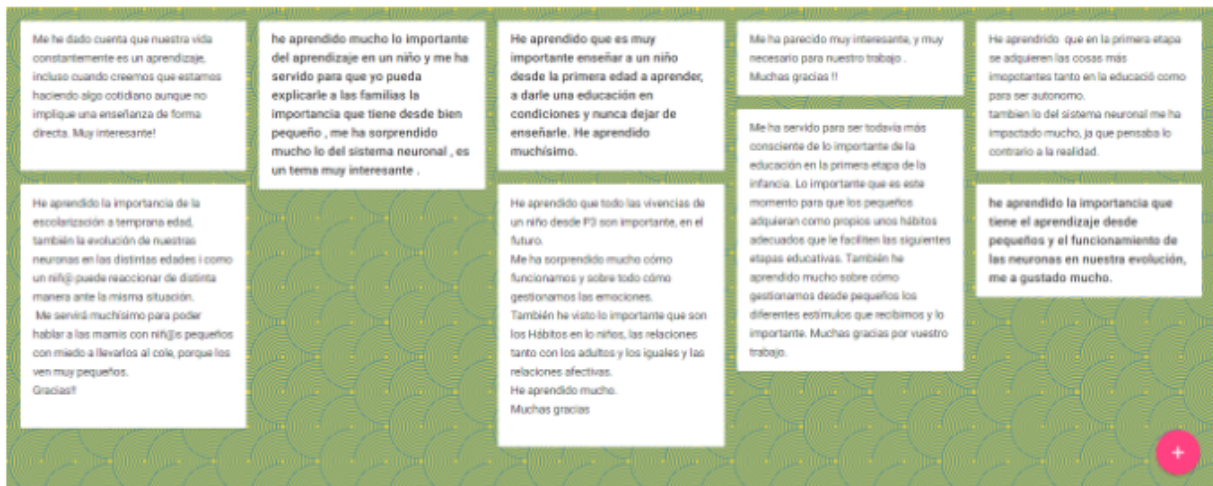 Me he dado cuenta que nuestra vida
constantemente es un aprendizaje,
incluso cuando creemos que estamos
haciendo algo cotidiano aunque no
implique una enseñanza de forma
directa. Muy interesante!
He aprendido la importancia de la
escolarización a temprana edad,
también la evolución de nuestras
neuronas en las distintas edades i como
un niñ@ puede reaccionar de distinta
manera ante la misma situación.
Me servirá muchísimo para poder
hablar a las mamis con niñ@s pequeños
con miedo a llevarlos al cole, porque los
ven muy pequeños.
Gracias!!
he aprendido mucho lo importante
del aprendizaje en un niño y me ha
servido para que yo pueda
explicarle a las familias la
importancia que tiene desde bien
pequeño , me ha sorprendido
mucho lo del sistema neuronal , es
un tema muy interesante .
He aprendido que es muy
importante enseñar a un niño
desde la primera edad a aprender,
a darle una educación en
condiciones y nunca dejar de
enseñarle. He aprendido
muchísimo.
He aprendido que todo las vivencias de
un niño desde P3 son importante, en el
futuro.
Me ha sorprendido mucho cómo
funcionamos y sobre todo cómo
gestionamos las emociones.
También he visto lo importante que son
los Hábitos en lo niños, las relaciones
tanto con los adultos y los iguales y las
relaciones afectivas.
He aprendido mucho.
Muchas gracias
Me ha parecido muy interesante, y muy
necesario para nuestro trabajo .
Muchas gracias !!
Me ha servido para ser todavía más
consciente de lo importante de la
educación en la primera etapa de la
infancia. Lo importante que es este
momento para que los pequeños
adquieran como propios unos hábitos
adecuados que le faciliten las siguientes
etapas educativas. También he
aprendido mucho sobre cómo
gestionamos desde pequeños los
diferentes estímulos que recibimos y lo
importante. Muchas gracias por vuestro
trabajo.
He aprendrido que en la primera etapa
se adquieren las cosas más
imopotantes tanto en la educació como
para ser autonomo.
tambien lo del sistema neuronal me ha
impactado mucho, ja que pensaba lo
contrario a la realidad.
he aprendido la importancia que
tiene el aprendizaje desde
pequeños y el funcionamiento de
las neuronas en nuestra evolución,
me a gustado mucho.